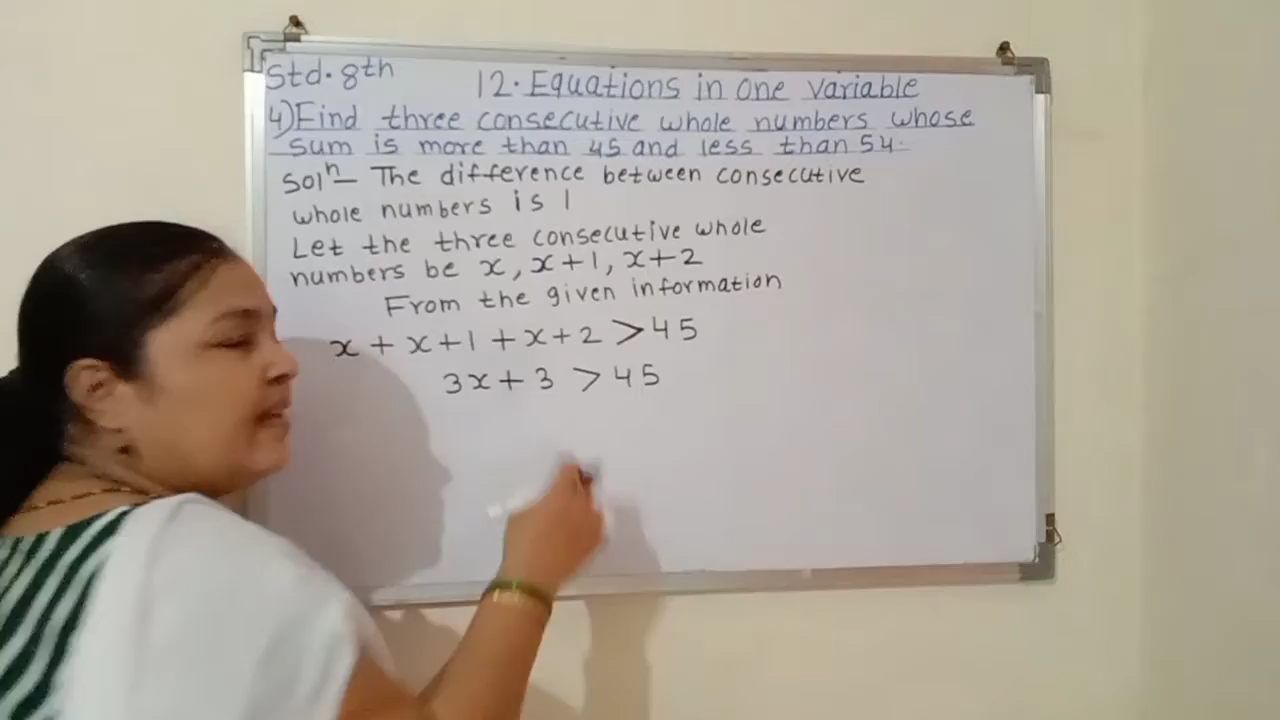 Std. 8th
12. Equations in one variable
4) Find three consecutive whole numbers whose
sum is more than 45 and less than 54.
Solⁿ— The difference between consecutive
whole numbers is 1
Let the three consecutive whole
numbers be x, x+1, x+2
From the given information
x + x+1 + x+2 > 45
3x+3 > 45